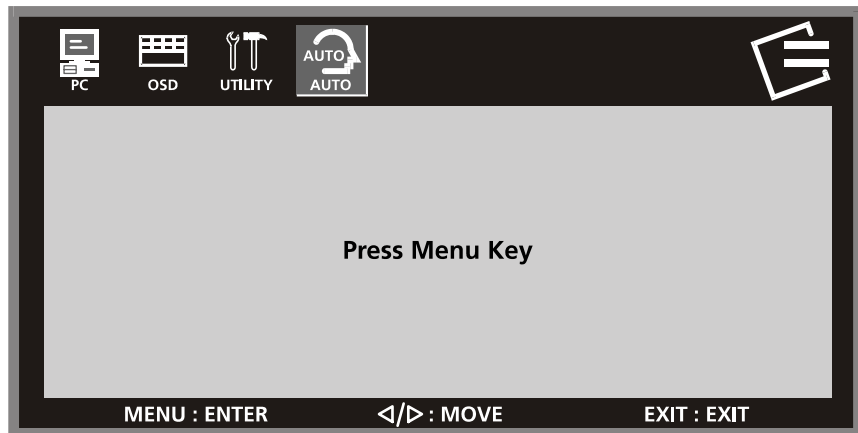 AUTO
PC OSD UTILITY AUTO
Press Menu Key
MENU : ENTER ◁/▷ : MOVE EXIT : EXIT